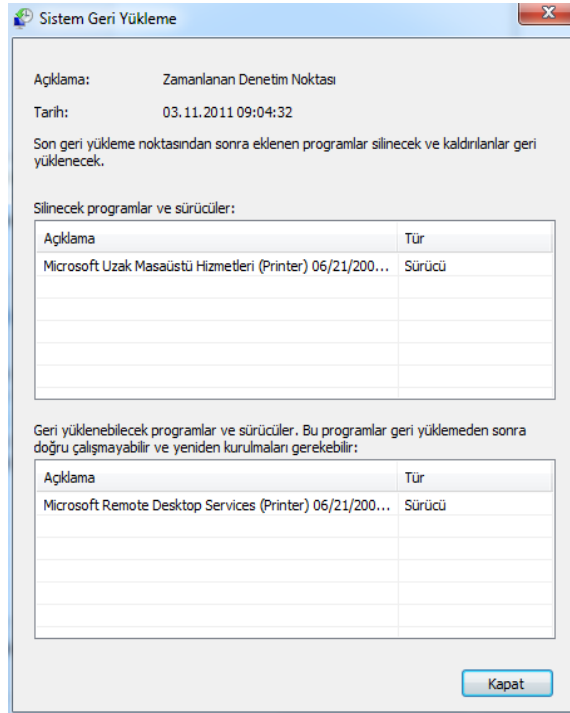 Sistem Geri Yükleme
Açıklama: Zamanlanan Denetim Noktası
Tarih: 03.11.2011 09:04:32
Son geri yükleme noktasından sonra eklenen programlar silinecek ve kaldırılanlar geri
yüklenecek.
Silinecek programlar ve sürücüler:
Açıklama Tür
Microsoft Uzak Masaüstü Hizmetleri (Printer) 06/21/200... Sürücü
Geri yüklenebilecek programlar ve sürücüler. Bu programlar geri yüklemeden sonra
doğru çalışmayabilir ve yeniden kurulmaları gerekebilir:
Açıklama Tür
Microsoft Remote Desktop Services (Printer) 06/21/200... Sürücü
Kapat